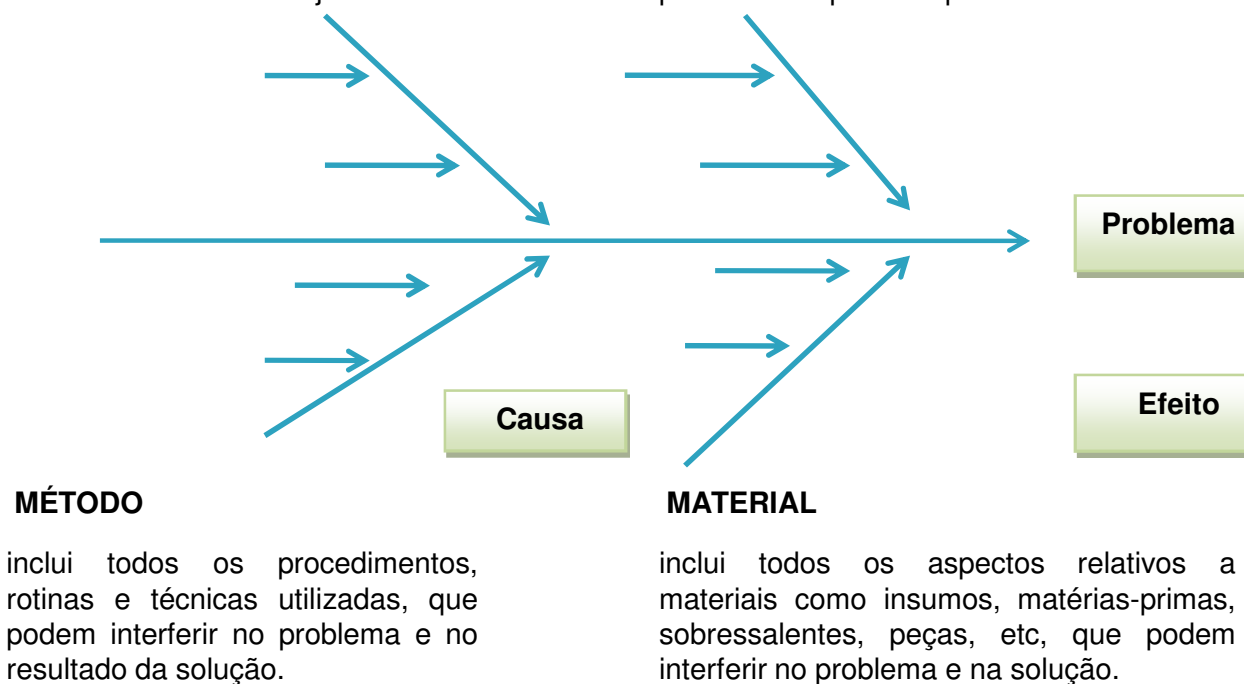 Problema
Causa
Efeito
MÉTODO
inclui todos os procedimentos,
rotinas e técnicas utilizadas, que
podem interferir no problema e no
resultado da solução.
MATERIAL
inclui todos os aspectos relativos a
materiais como insumos, matérias-primas,
sobressalentes, peças, etc, que podem
interferir no problema e na solução.